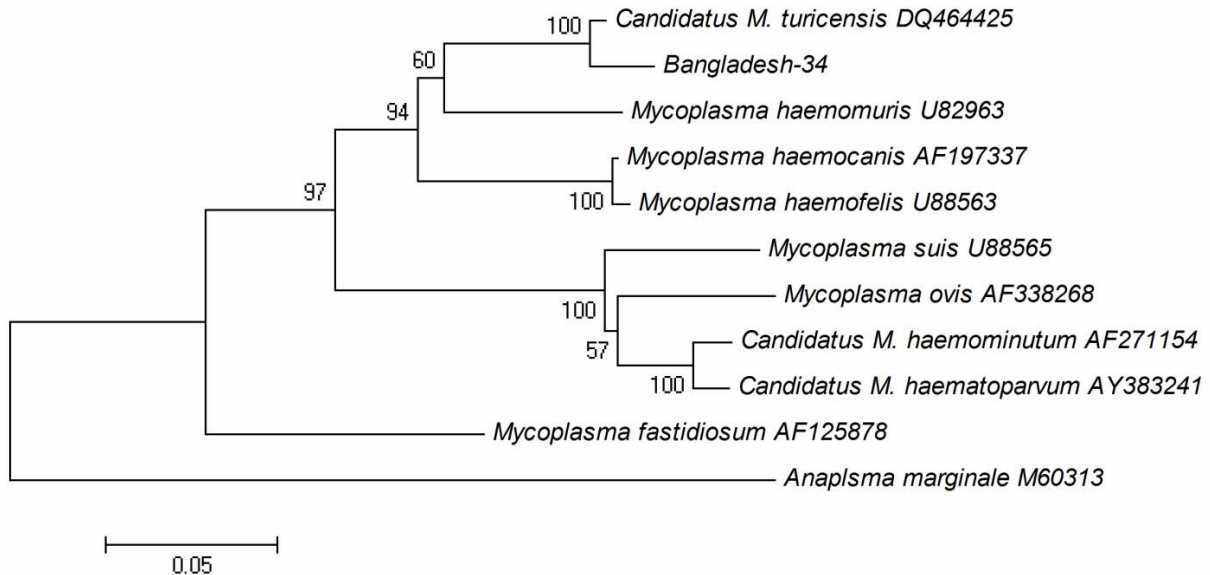 100
Candidatus M. turicensis DQ464425
60
Bangladesh-34
94
Mycoplasma haemomuris U82963
Mycoplasma haemocanis AF197337
97
100
Mycoplasma haemofelis U88563
Mycoplasma suis U88565
Mycoplasma ovis AF338268
100
Candidatus M. haemominutum AF271154
57
100
Candidatus M. haematoparvum AY383241
Mycoplasma fastidiosum AF125878
Anaplsma marginale M60313
0.05